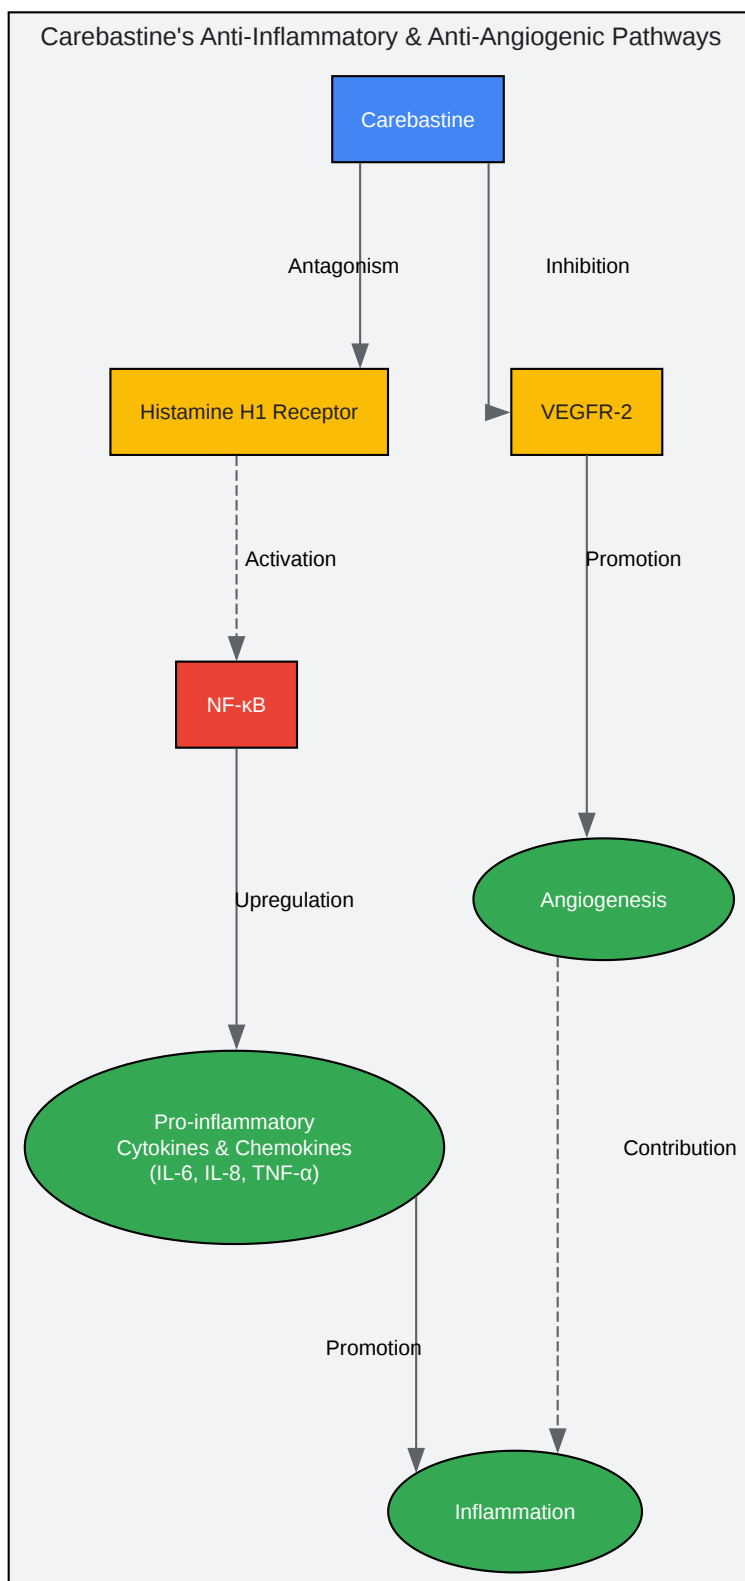 Carebastine's Anti-Inflammatory & Anti-Angiogenic Pathways
Carebastine
Antagonism
Inhibition
Histamine H1 Receptor
VEGFR-2
Activation
Promotion
NF-κB
Upregulation
Angiogenesis
Pro-inflammatory
Cytokines & Chemokines
(IL-6, IL-8, TNF-α)
Contribution
Promotion
Inflammation